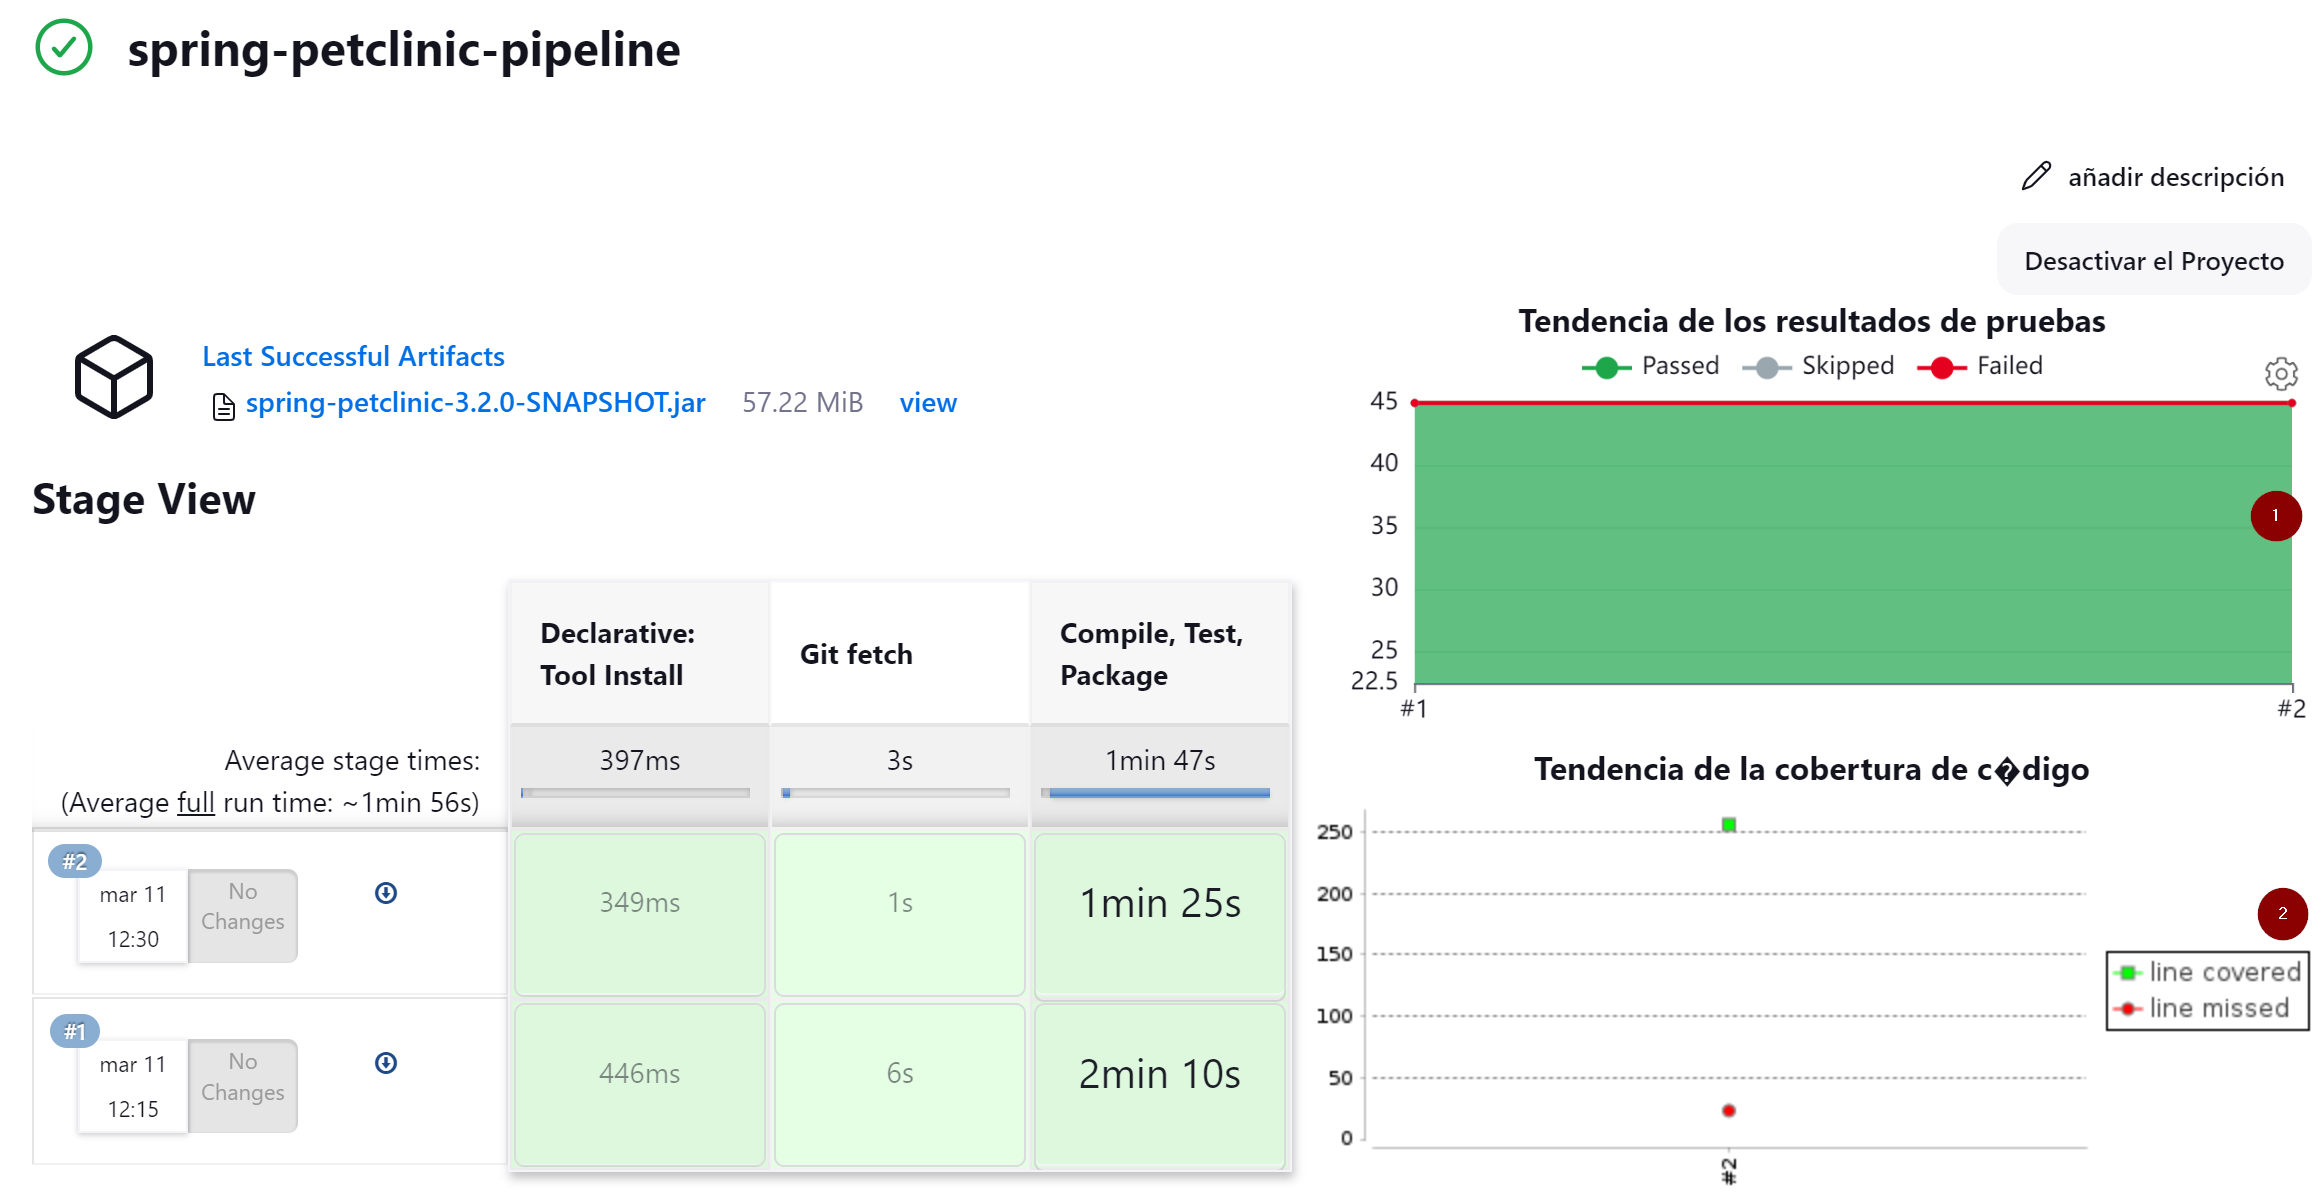 spring-petclinic-pipeline
añadir descripción
Desactivar el Proyecto
Last Successful Artifacts
spring-petclinic-3.2.0-SNAPSHOT.jar 57.22 MiB view
Stage View
Declarative: Tool Install
Git fetch
Compile, Test, Package
Average stage times:
(Average full run time: ~1min 56s)
397ms
3s
1min 47s
#2
mar 11
12:30
No
Changes
349ms
1s
1min 25s
#1
mar 11
12:15
No
Changes
446ms
6s
2min 10s
Tendencia de los resultados de pruebas
Passed Skipped Failed
45
40
35
30
25
22.5
#1 #2
1
Tendencia de la cobertura de c�digo
250
200
150
100
50
0
#2
2
line covered
line missed